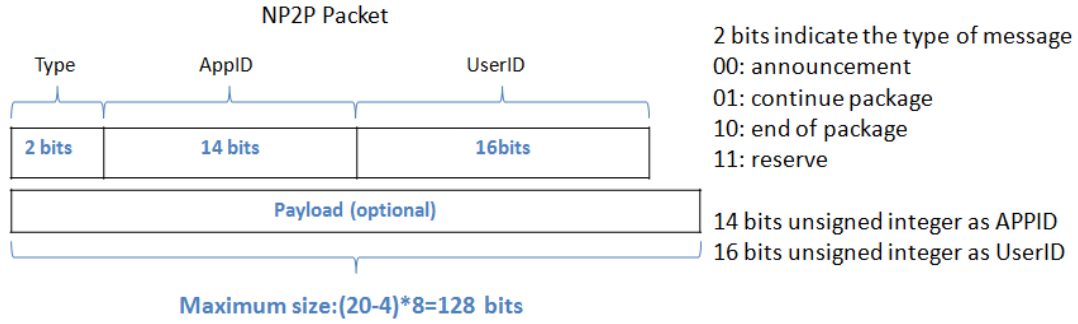 NP2P Packet
Type AppID UserID
2 bits 14 bits 16bits
Payload (optional)
Maximum size:(20-4)*8=128 bits
2 bits indicate the type of message
00: announcement
01: continue package
10: end of package
11: reserve
14 bits unsigned integer as APPID
16 bits unsigned integer as UserID